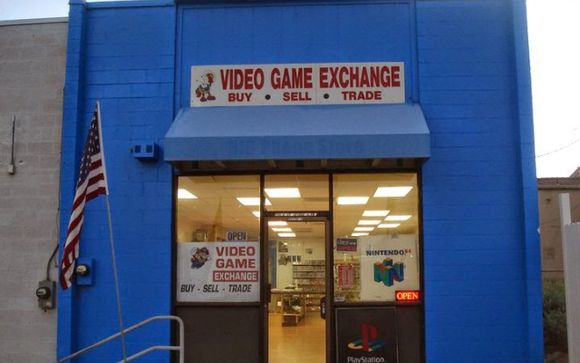 VIDEO GAME EXCHANGE
BUY • SELL • TRADE
OPEN
VIDEO
GAME
EXCHANGE
BUY - SELL - TRADE
NINTENDO64
OPEN
PlayStation